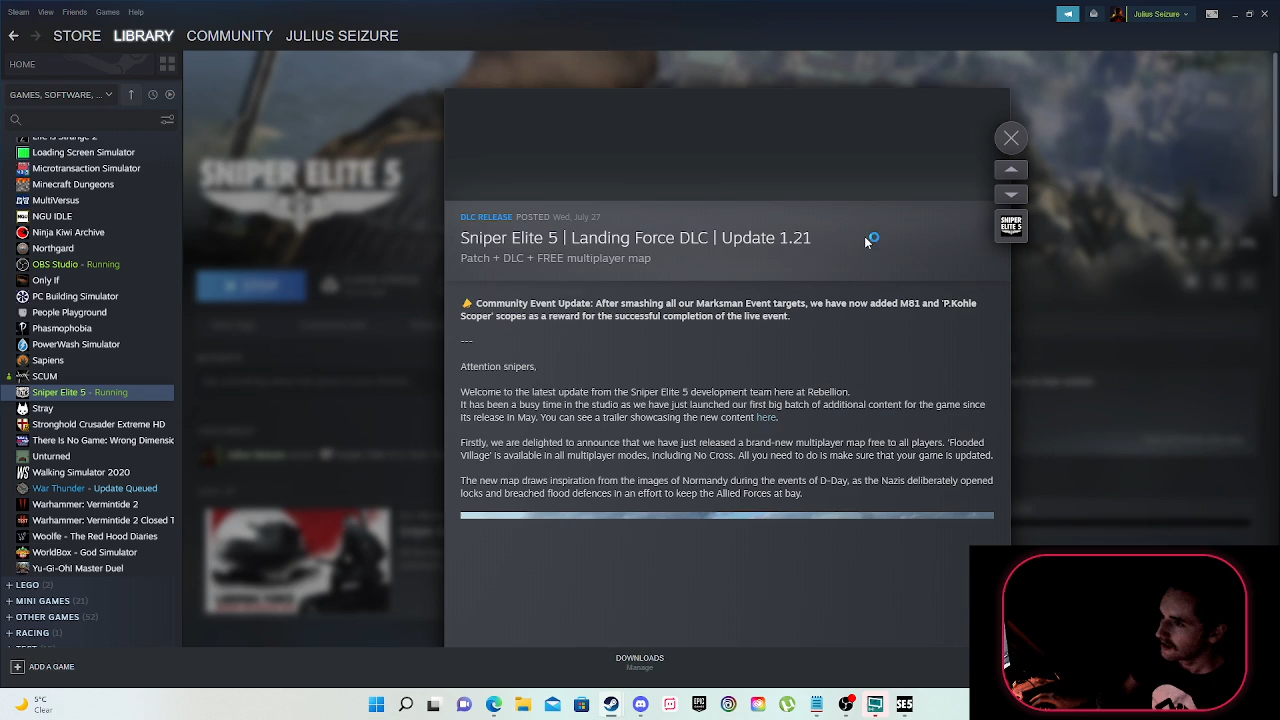 Steam View Friends Games Help
Julius Seizure
STORE LIBRARY COMMUNITY JULIUS SEIZURE
HOME
GAMES, SOFTWARE, ...
Life is Strange 2
Loading Screen Simulator
Microtransaction Simulator
Minecraft Dungeons
MultiVersus
NGU IDLE
Ninja Kiwi Archive
Northgard
OBS Studio - Running
Only If
PC Building Simulator
People Playground
Phasmophobia
PowerWash Simulator
Sapiens
SCUM
Sniper Elite 5 - Running
Stray
Stronghold Crusader Extreme HD
There Is No Game: Wrong Dimensic
Unturned
Walking Simulator 2020
War Thunder - Update Queued
Warhammer: Vermintide 2
Warhammer: Vermintide 2 Closed T
Woolfe - The Red Hood Diaries
WorldBox - God Simulator
Yu-Gi-Oh! Master Duel
LEGO (2)
MINI GAMES (21)
OTHER GAMES (52)
RACING (1)
ADD A GAME
SNIPER ELITE 5
DLC RELEASE POSTED Wed, July 27
Sniper Elite 5 | Landing Force DLC | Update 1.21
Patch + DLC + FREE multiplayer map
Community Event Update: After smashing all our Marksman Event targets, we have now added MB1 and 'P.Kohle
Scoper' scopes as a reward for the successful completion of the live event.
---
Attention snipers,
Welcome to the latest update from the Sniper Elite 5 development team here at Rebellion.
It has been a busy time in the studio as we have just launched our first big batch of additional content for the game since
its release in May. You can see a trailer showcasing the new content here.
Firstly, we are delighted to announce that we have just released a brand-new multiplayer map free to all players. 'Flooded
Village' is available in all multiplayer modes, including No Cross. All you need to do is make sure that your game is updated.
The new map draws inspiration from the images of Normandy during the events of D-Day, as the Nazis deliberately opened
locks and breached flood defences in an effort to keep the Allied Forces at bay.
SNIPER
ELITE 5
DOWNLOADS
Manage
5°C
Clear
EPIC
SE5